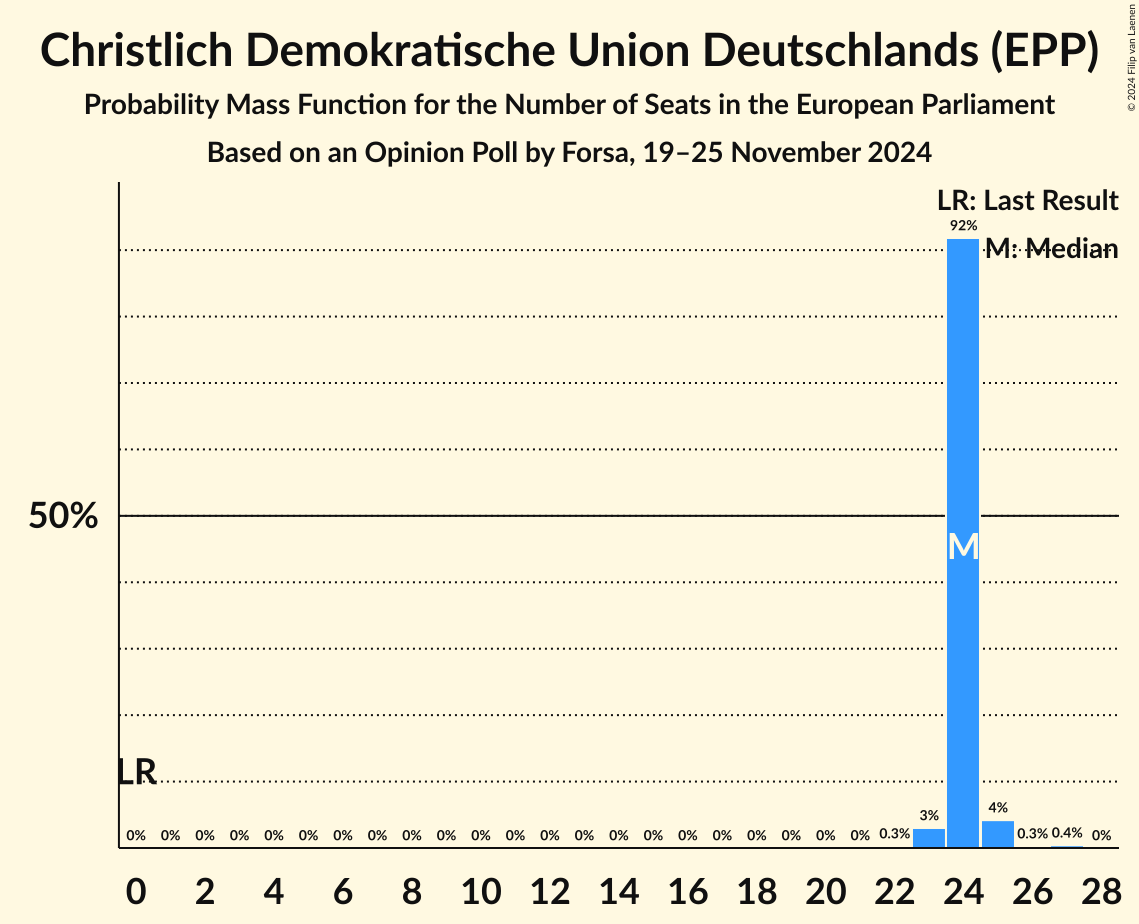 Christlich Demokratische Union Deutschlands (EPP)
Probability Mass Function for the Number of Seats in the European Parliament
Based on an Opinion Poll by Forsa, 19–25 November 2024
© 2024 Filip van Laenen
LR: Last Result
M: Median
92%
50%
M
LR
0% 0% 0% 0% 0% 0% 0% 0% 0% 0% 0% 0% 0% 0% 0% 0% 0% 0% 0% 0% 0% 0% 0.3% 3% 4% 0.3% 0.4% 0%
0 2 4 6 8 10 12 14 16 18 20 22 24 26 28